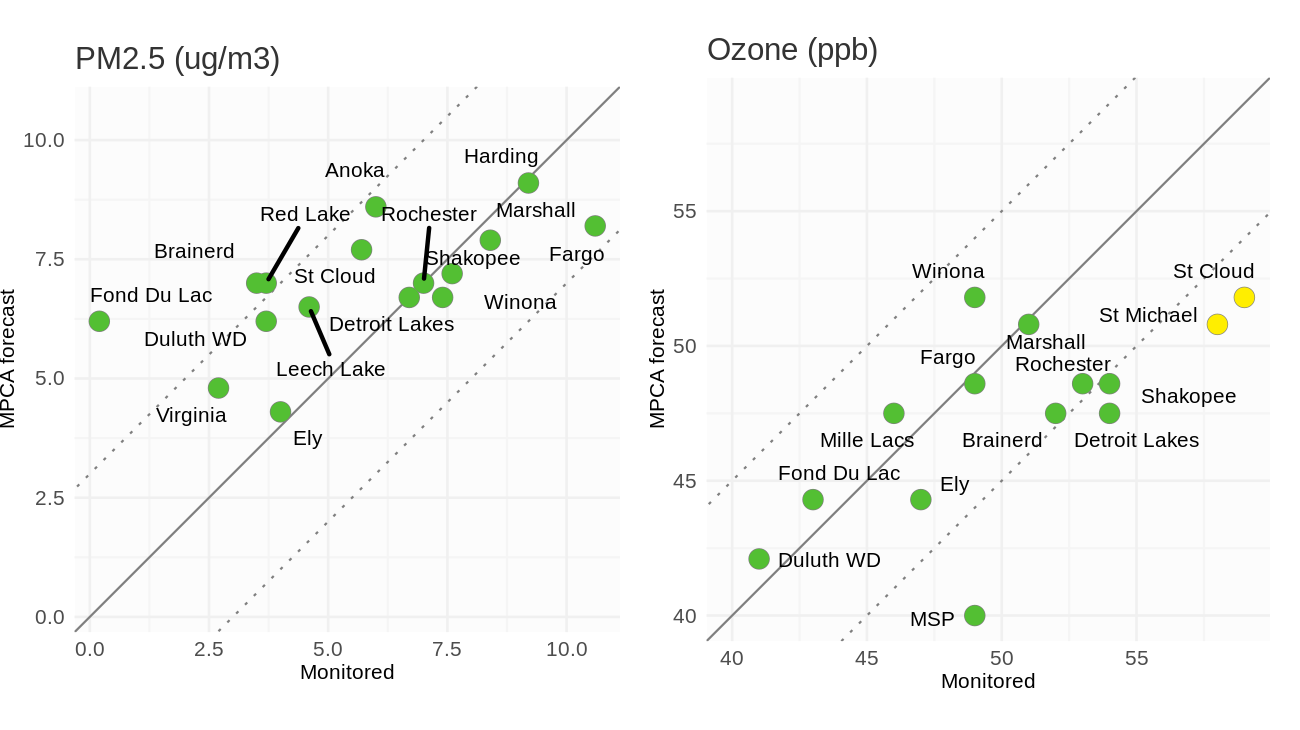 PM2.5 (ug/m3)
MPCA forecast
10.0
7.5
5.0
2.5
0.0
Anoka
Harding
Red Lake
Rochester
Marshall
Brainerd
Shakopee
Fargo
St Cloud
Fond Du Lac
Winona
Detroit Lakes
Duluth WD
Leech Lake
Virginia
Ely
0.0
2.5
5.0
7.5
10.0
Monitored
Ozone (ppb)
MPCA forecast
55
50
45
40
Winona
St Cloud
St Michael
Marshall
Fargo
Rochester
Shakopee
Mille Lacs
Brainerd
Detroit Lakes
Fond Du Lac
Ely
Duluth WD
MSP
40
45
50
55
Monitored